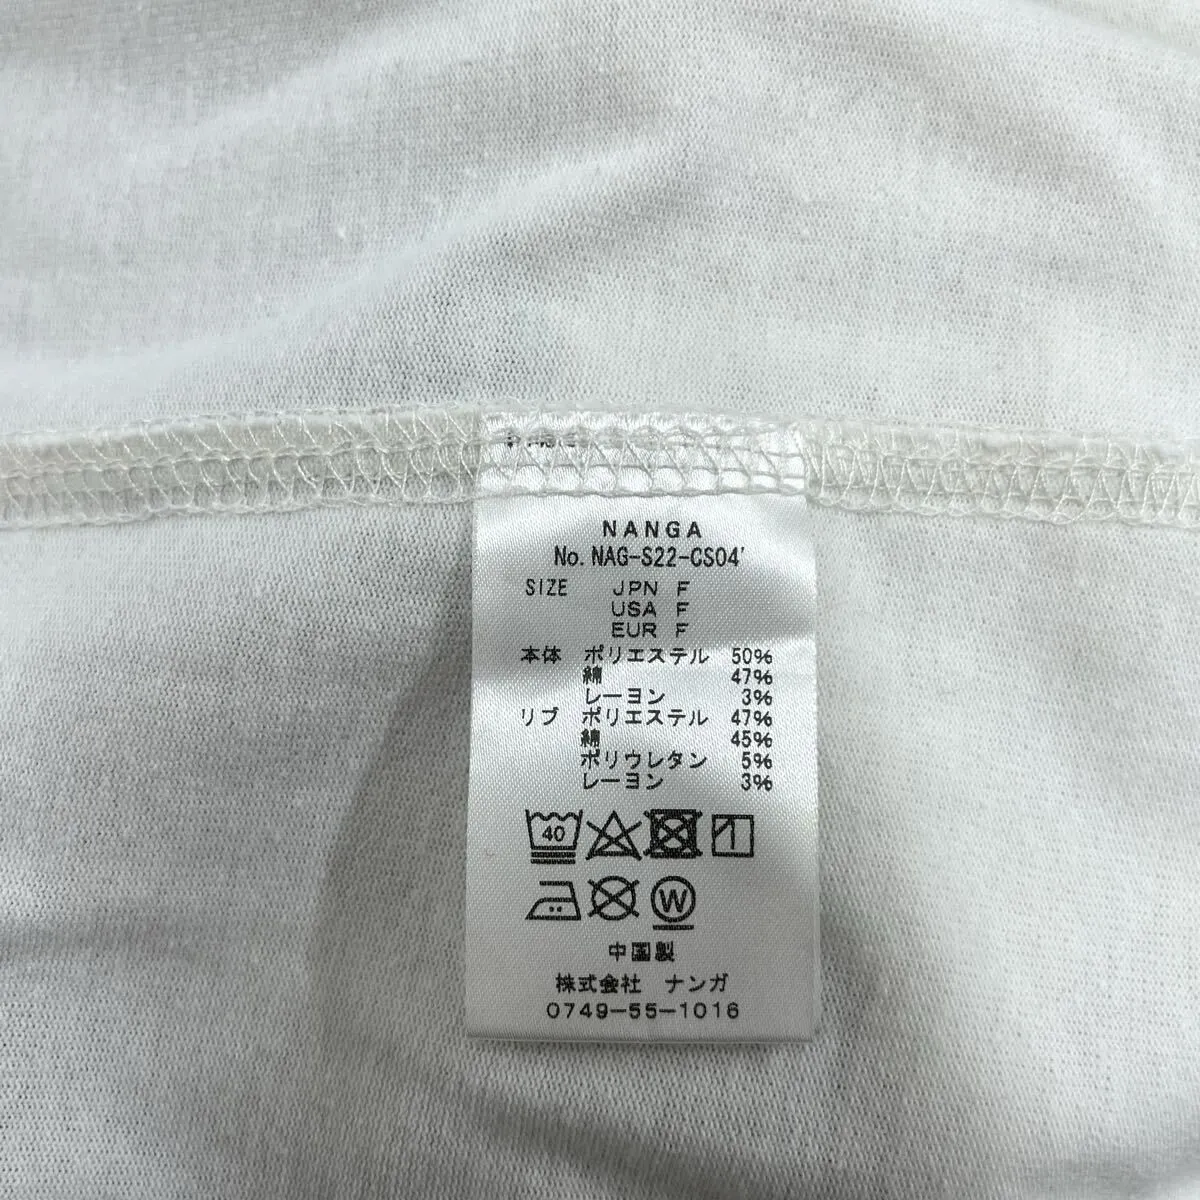 NANGA
No. NAG-S22-CS04'
SIZE JPN F
USA F
EUR F
本体 ポリエステル 50%
綿 47%
レーヨン 3%
リブ ポリエステル 47%
綿 45%
ポリウレタン 5%
レーヨン 3%
40
W
中国製
株式会社 ナンガ
0749-55-1016